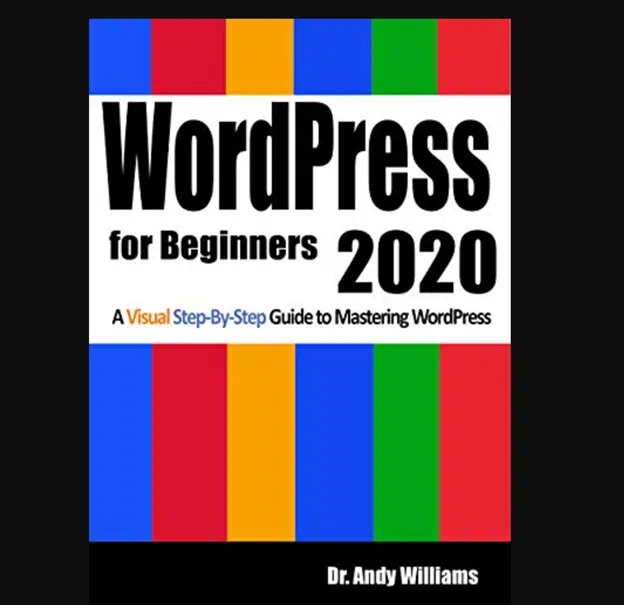 WordPress
for Beginners 2020
A Visual Step-By-Step Guide to Mastering WordPress
Dr. Andy Williams